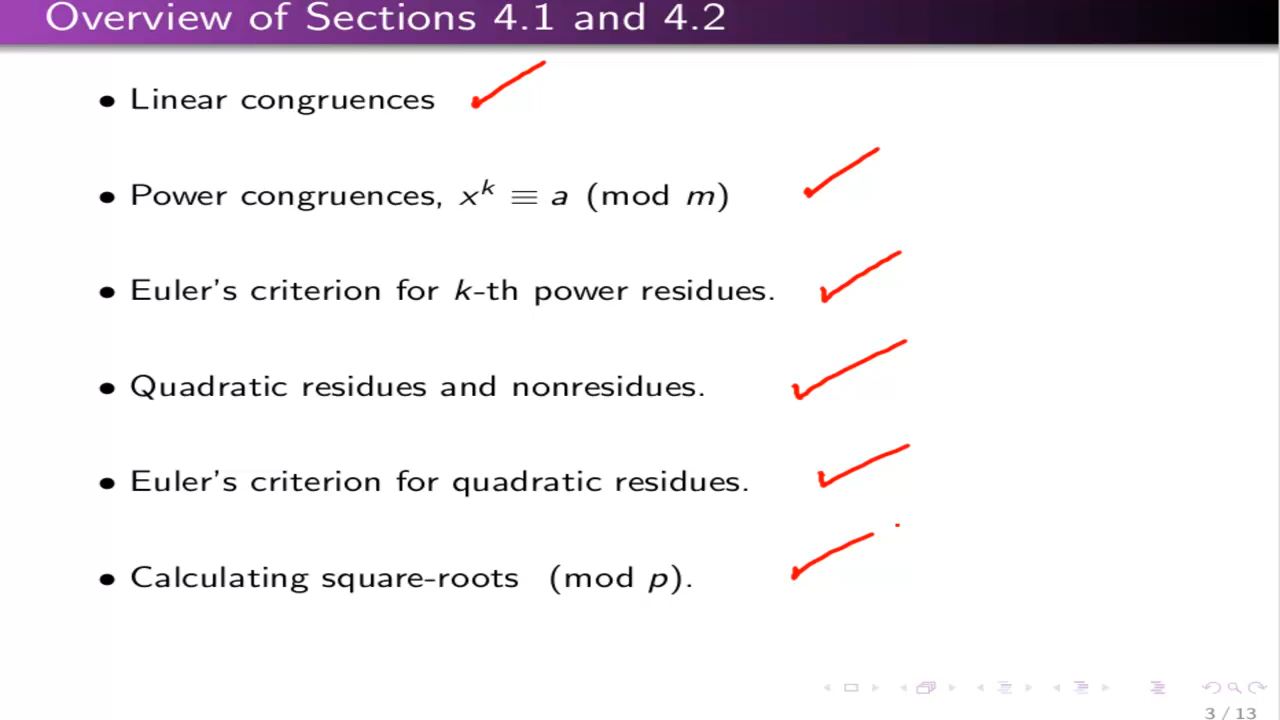 Overview of Sections 4.1 and 4.2
• Linear congruences
• Power congruences, x^k ≡ a (mod m)
• Euler's criterion for k-th power residues.
• Quadratic residues and nonresidues.
• Euler's criterion for quadratic residues.
• Calculating square-roots (mod p).
3 / 13